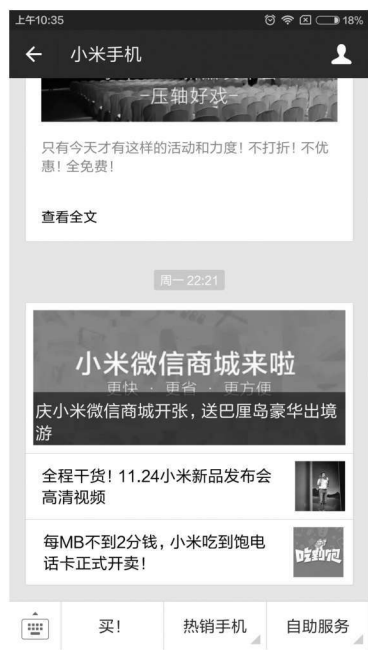 上午10:35
18%
小米手机
-压轴好戏-
只有今天才有这样的活动和力度！不打折！不优
惠！全免费！
查看全文
周一 22:21
小米微信商城来啦
更快 · 更省 · 更方便
庆小米微信商城开张，送巴厘岛豪华出境
游
全程干货！11.24小米新品发布会
高清视频
每MB不到2分钱，小米吃到饱电
话卡正式开卖！
吃到饱
买！
热销手机
自助服务